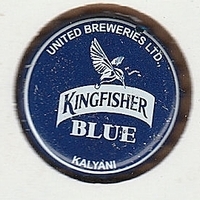 UNITED BREWERIES LTD.,
KINGFISHER
BLUE
KALYANI